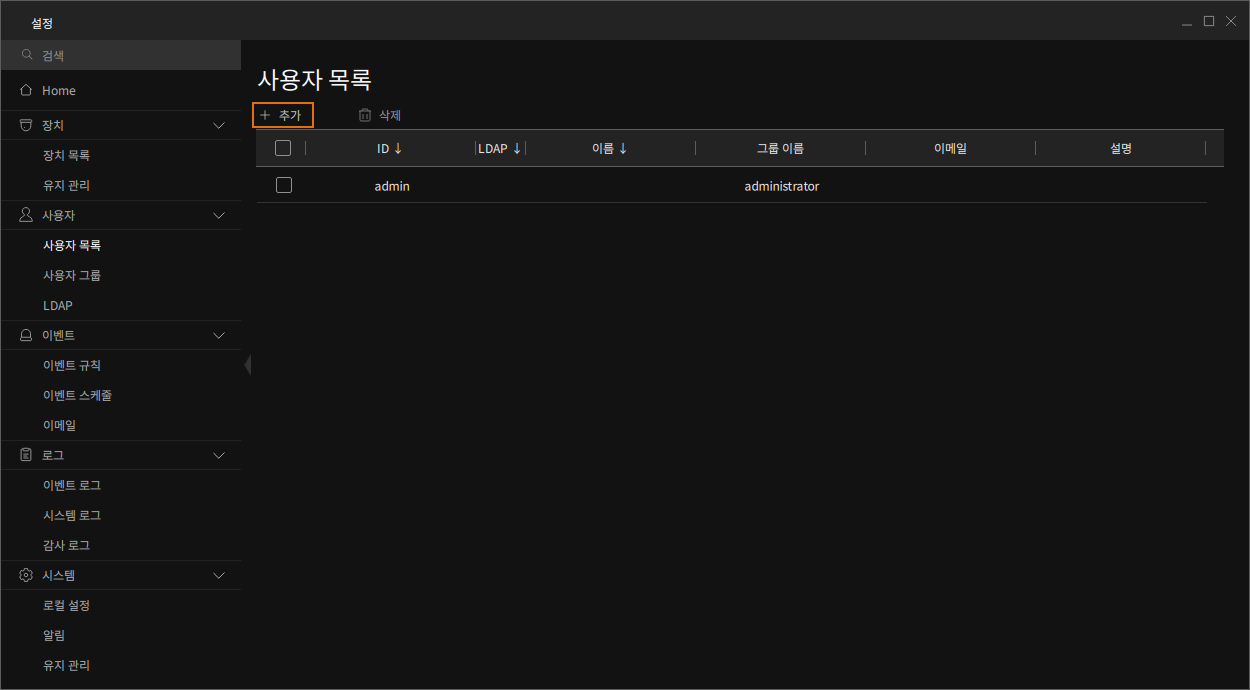 설정
검색
Home
장치
장치 목록
유지 관리
사용자
사용자 목록
사용자 그룹
LDAP
이벤트
이벤트 규칙
이벤트 스케줄
이메일
로그
이벤트 로그
시스템 로그
감사 로그
시스템
로컬 설정
알림
유지 관리
사용자 목록
추가 삭제
ID ↓ LDAP ↓ 이름 ↓ 그룹 이름 이메일 설명
admin administrator